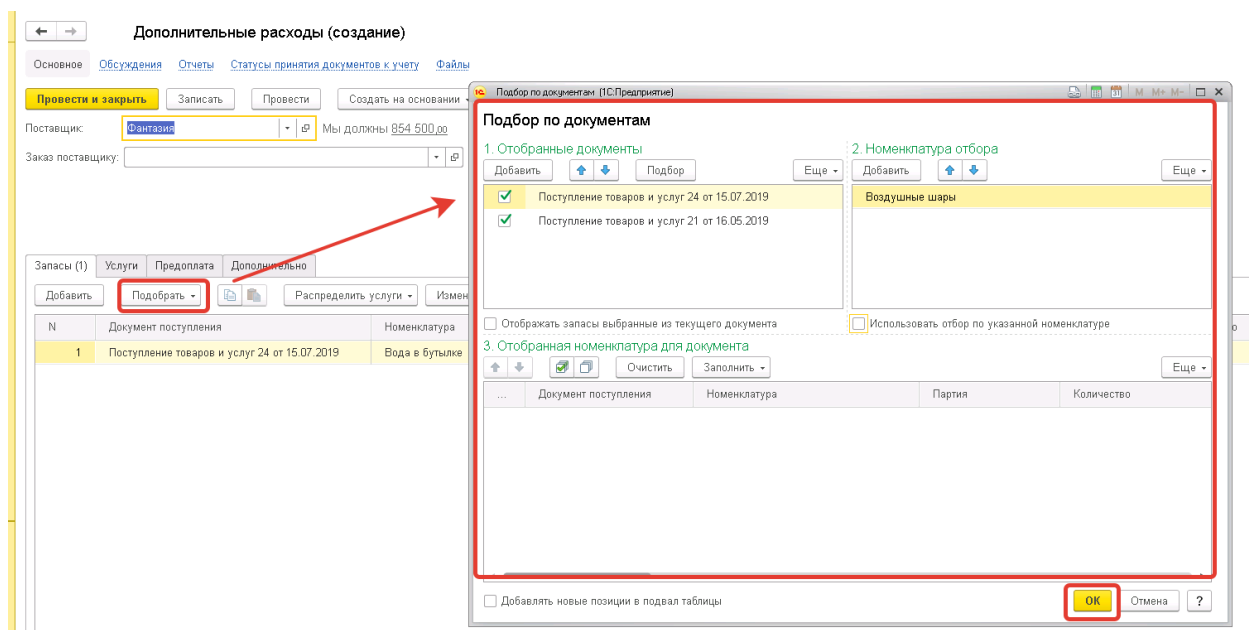 Дополнительные расходы (создание)
Основное Обсуждения Отчеты Статусы принятия документов к учету Файлы
Провести и закрыть Записать Провести Создать на основании
Поставщик: Фантазия Мы должны 854 500,00
Заказ поставщику:
Запасы (1) Услуги Предоплата Дополнительно
Добавить Подобрать Распределить услуги Измен
N Документ поступления Номенклатура
1 Поступление товаров и услуг 24 от 15.07.2019 Вода в бутылке
Подбор по документам (1С:Предприятие) M M+ M-
Подбор по документам
1. Отобранные документы
Добавить Подбор Еще
Поступление товаров и услуг 24 от 15.07.2019
Поступление товаров и услуг 21 от 16.05.2019
Отображать запасы выбранные из текущего документа
2. Номенклатура отбора
Добавить Еще
Воздушные шары
Использовать отбор по указанной номенклатуре
3. Отобранная номенклатура для документа
Очистить Заполнить Еще
... Документ поступления Номенклатура Партия Количество
Добавлять новые позиции в подвал таблицы
ОК Отмена ?